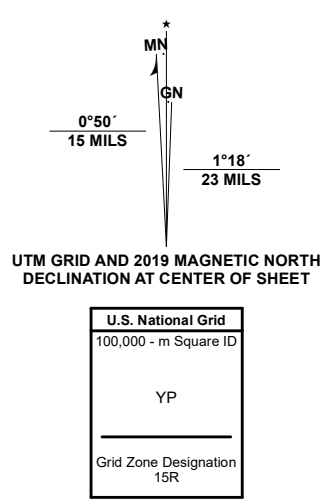 MN
GN
0°50´
15 MILS
1°18´
23 MILS
UTM GRID AND 2019 MAGNETIC NORTH
DECLINATION AT CENTER OF SHEET
U.S. National Grid
100,000 - m Square ID
YP
Grid Zone Designation
15R